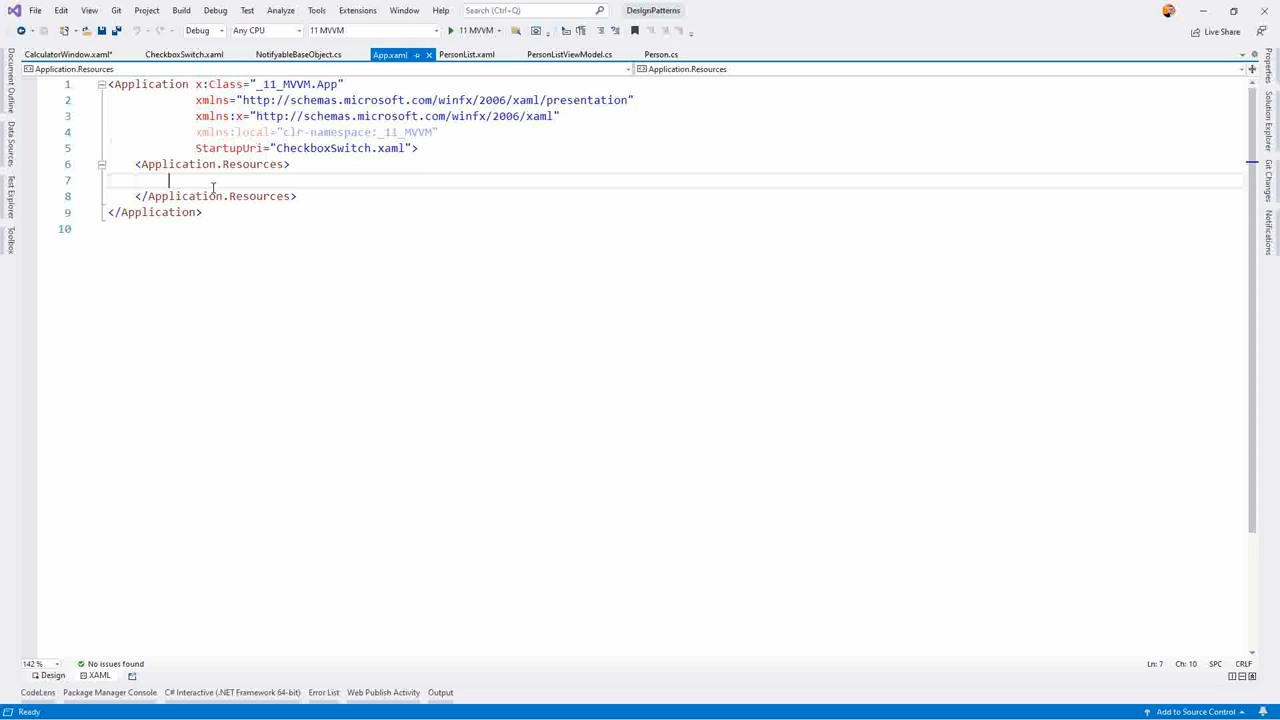 File Edit View Git Project Build Debug Test Analyze Tools Extensions Window Help Search (Ctrl+Q) DesignPatterns
Debug Any CPU 11 MVVM 11 MVVM Live Share
CalculatorWindow.xaml* CheckboxSwitch.xaml NotifyableBaseObject.cs App.xaml PersonList.xaml PersonListViewModel.cs Person.cs
Application.Resources Application.Resources
1 <Application x:Class="_11_MVVM.App"
2 xmlns="http://schemas.microsoft.com/winfx/2006/xaml/presentation"
3 xmlns:x="http://schemas.microsoft.com/winfx/2006/xaml"
4 xmlns:local="clr-namespace:_11_MVVM"
5 StartupUri="CheckboxSwitch.xaml">
6 <Application.Resources>
7
8 </Application.Resources>
9 </Application>
10
Document Outline
Data Sources
Test Explorer
Toolbox
Properties
Solution Explorer
Git Changes
Notifications
142 % No issues found Ln: 7 Ch: 10 SPC CRLF
Design XAML
CodeLens Package Manager Console C# Interactive (.NET Framework 64-bit) Error List Web Publish Activity Output
Ready Add to Source Control